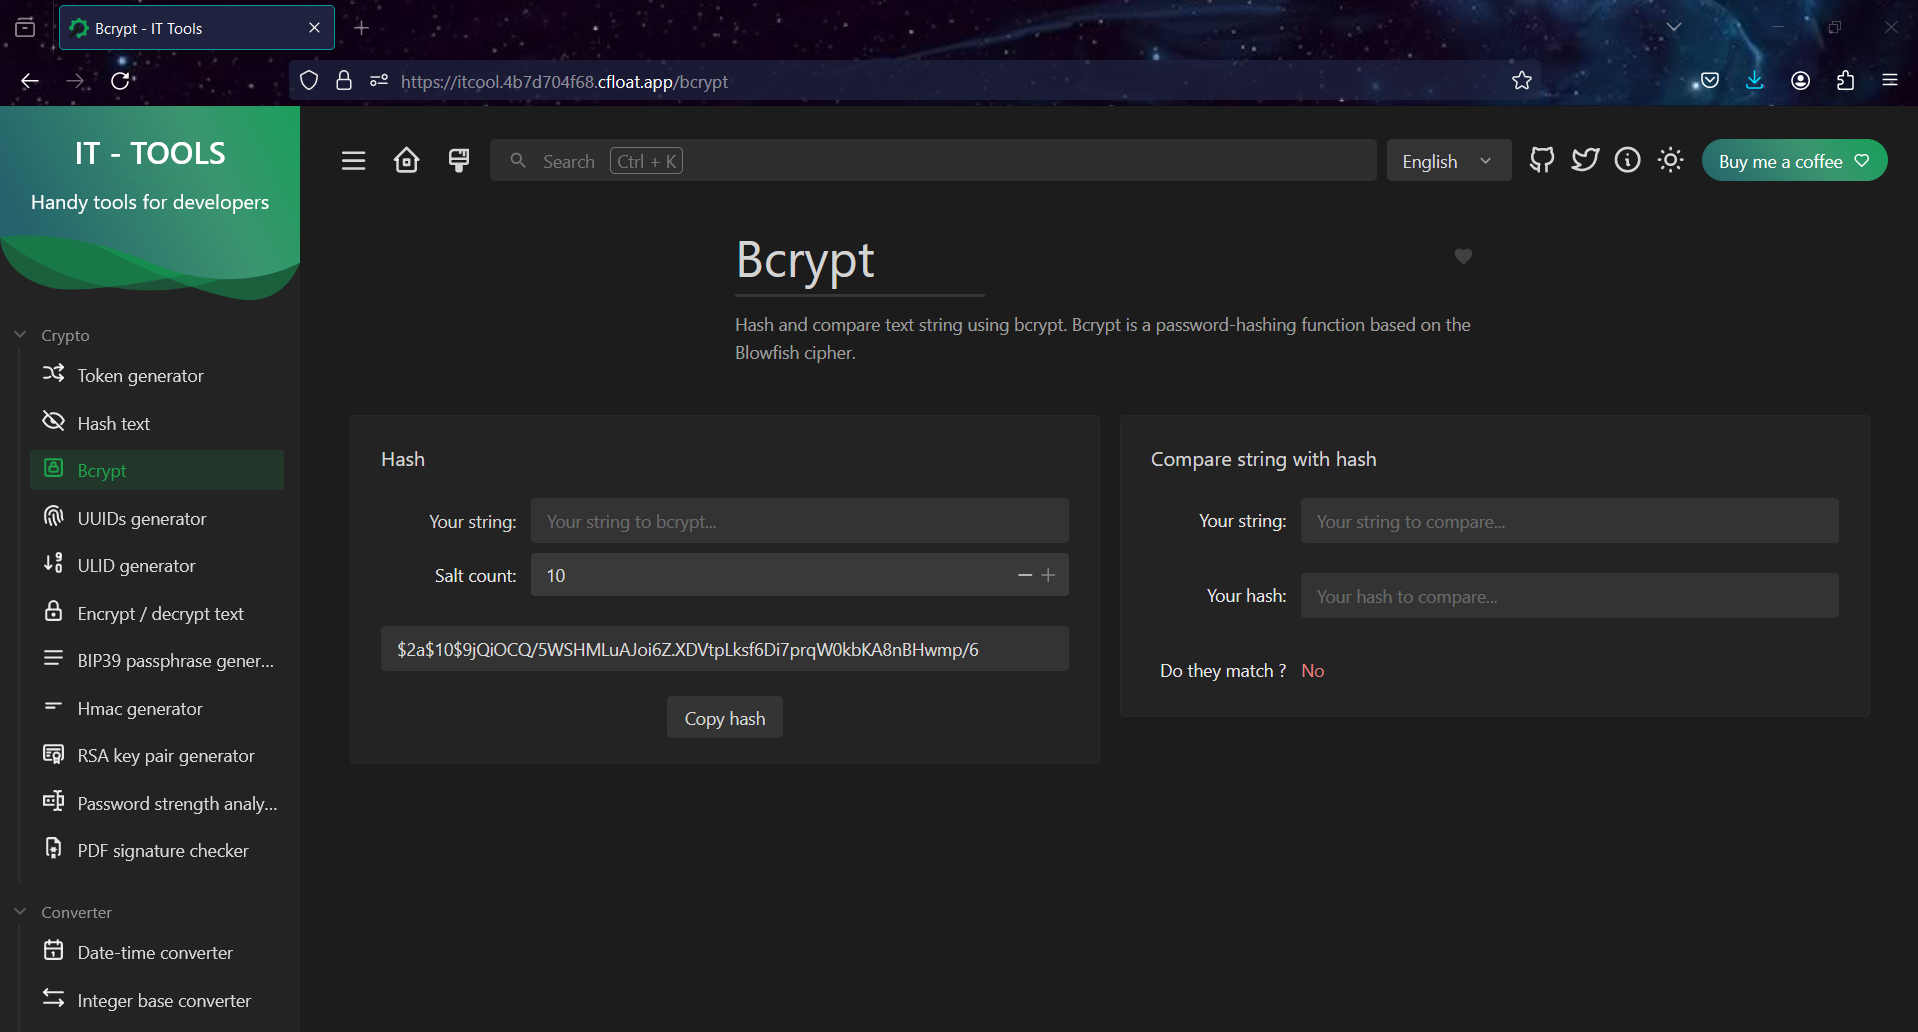 Bcrypt - IT Tools
https://itcool.4b7d704f68.cfloat.app/bcrypt
IT - TOOLS
Handy tools for developers
Search Ctrl + K
English
Buy me a coffee
Crypto
Token generator
Hash text
Bcrypt
UUIDs generator
ULID generator
Encrypt / decrypt text
BIP39 passphrase gener...
Hmac generator
RSA key pair generator
Password strength analy...
PDF signature checker
Converter
Date-time converter
Integer base converter
Bcrypt
Hash and compare text string using bcrypt. Bcrypt is a password-hashing function based on the
Blowfish cipher.
Hash
Your string: Your string to bcrypt...
Salt count: 10
$2a$10$9jQiOCQ/5WSHMLuAJoi6Z.XDVtpLksf6Di7prqW0kbKA8nBHwmp/6
Copy hash
Compare string with hash
Your string: Your string to compare...
Your hash: Your hash to compare...
Do they match ? No